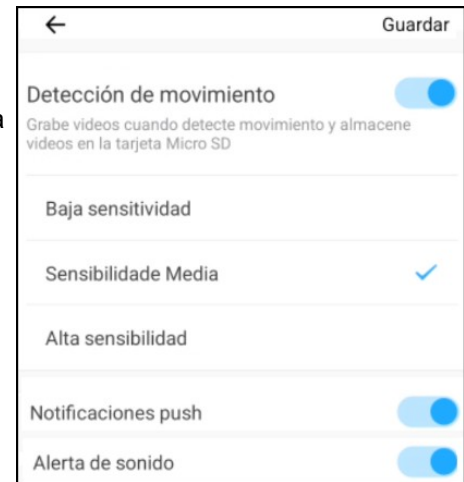 Guardar
Detección de movimiento
a
Grabe videos cuando detecte movimiento y almacene
videos en la tarjeta Micro SD
Baja sensitividad
Sensibilidade Media
Alta sensibilidad
Notificaciones push
Alerta de sonido